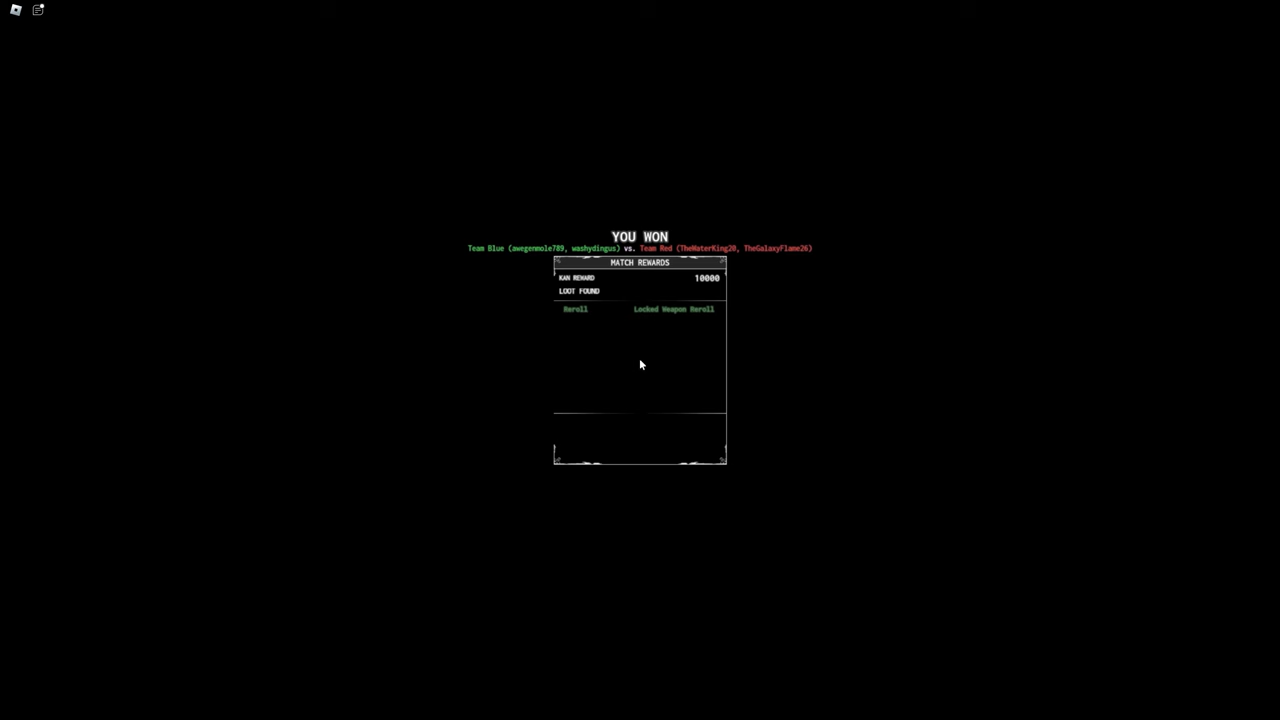 YOU WON
Team Blue (awegenmole789, washydingus) vs. Team Red (TheWaterKing20, TheGalaxyFlame26)
MATCH REWARDS
KAN REWARD 10000
LOOT FOUND
Reroll Locked Weapon Reroll